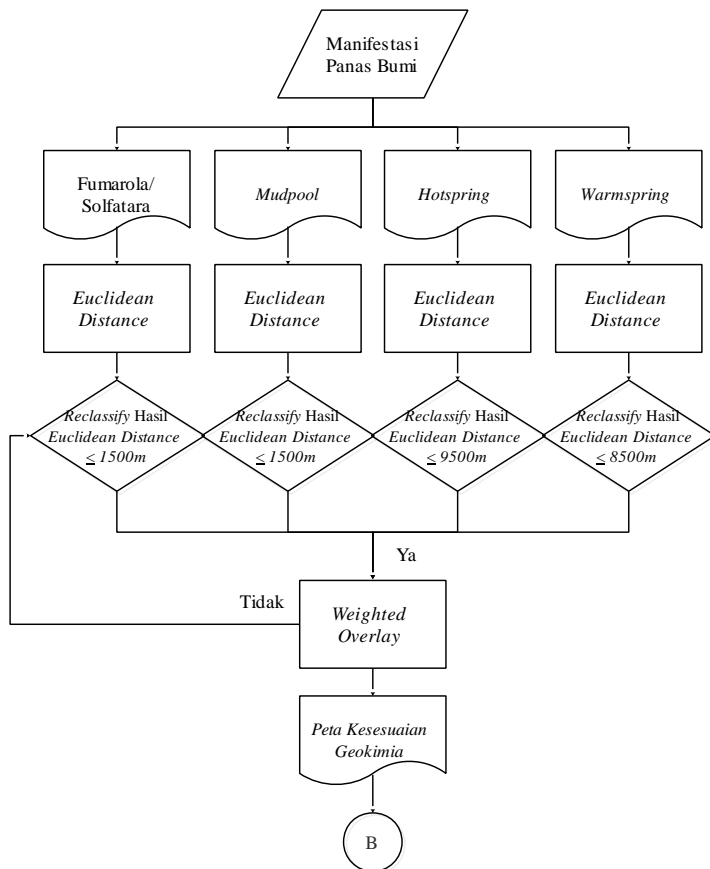 Manifestasi
Panas Bumi
Fumarola/
Solfatara
Mudpool
Hotspring
Warmspring
Euclidean
Distance
Euclidean
Distance
Euclidean
Distance
Euclidean
Distance
Reclassify Hasil
Euclidean Distance
≤ 1500m
Reclassify Hasil
Euclidean Distance
≤ 1500m
Reclassify Hasil
Euclidean Distance
≤ 9500m
Reclassify Hasil
Euclidean Distance
≤ 8500m
Ya
Tidak
Weighted
Overlay
Peta Kesesuaian
Geokimia
B